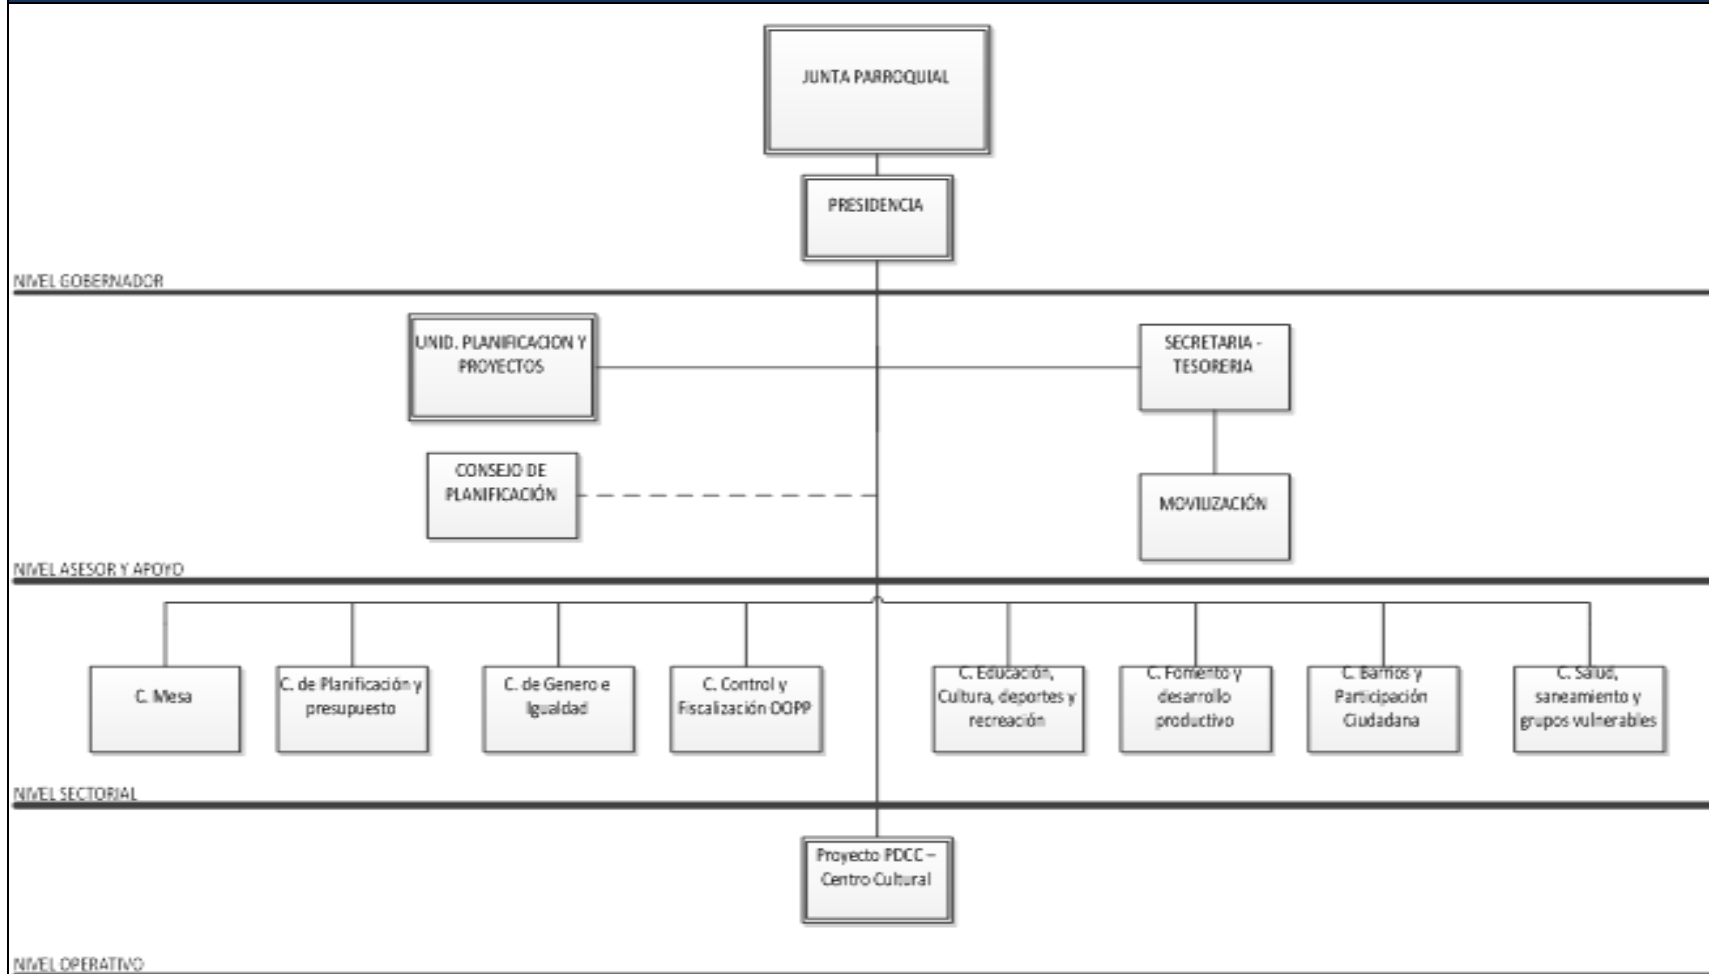 JUNTA PARROQUIAL
PRESIDENCIA
NIVEL GOBERNADOR
UNID. PLANIFICACION Y
PROYECTOS
SECRETARIA -
TESORERIA
CONSEJO DE
PLANIFICACIÓN
MOVILIZACIÓN
NIVEL ASESOR Y APOYO
C. Mesa
C. de Planificación y
presupuesto
C. de Genero e
Igualdad
C. Control y
Fiscalización OOPP
C. Educación,
Cultura, deportes y
recreación
C. Fomento y
desarrollo
productivo
C. Barrios y
Participación
Ciudadana
C. Salud,
saneamiento y
grupos vulnerables
NIVEL SECTORIAL
Proyecto PDCC –
Centro Cultural
NIVEL OPERATIVO